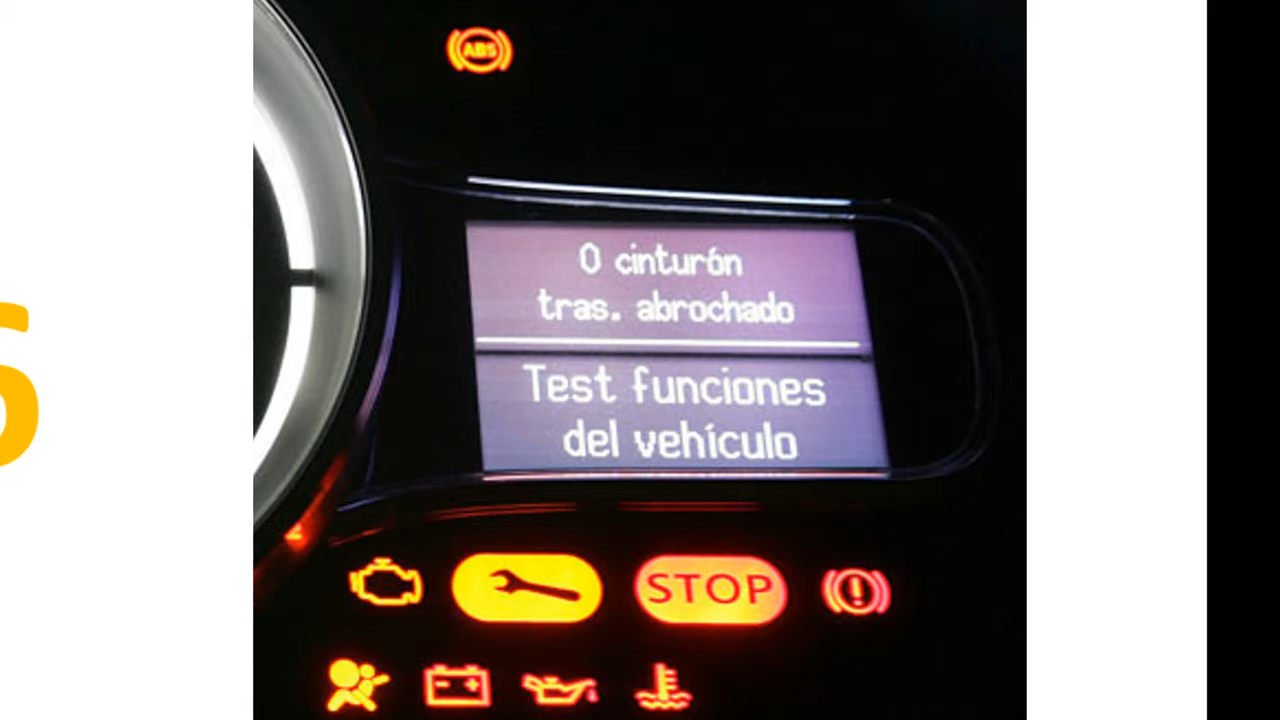 ABS
0 cinturón
tras. abrochado
Test funciones
del vehículo
STOP